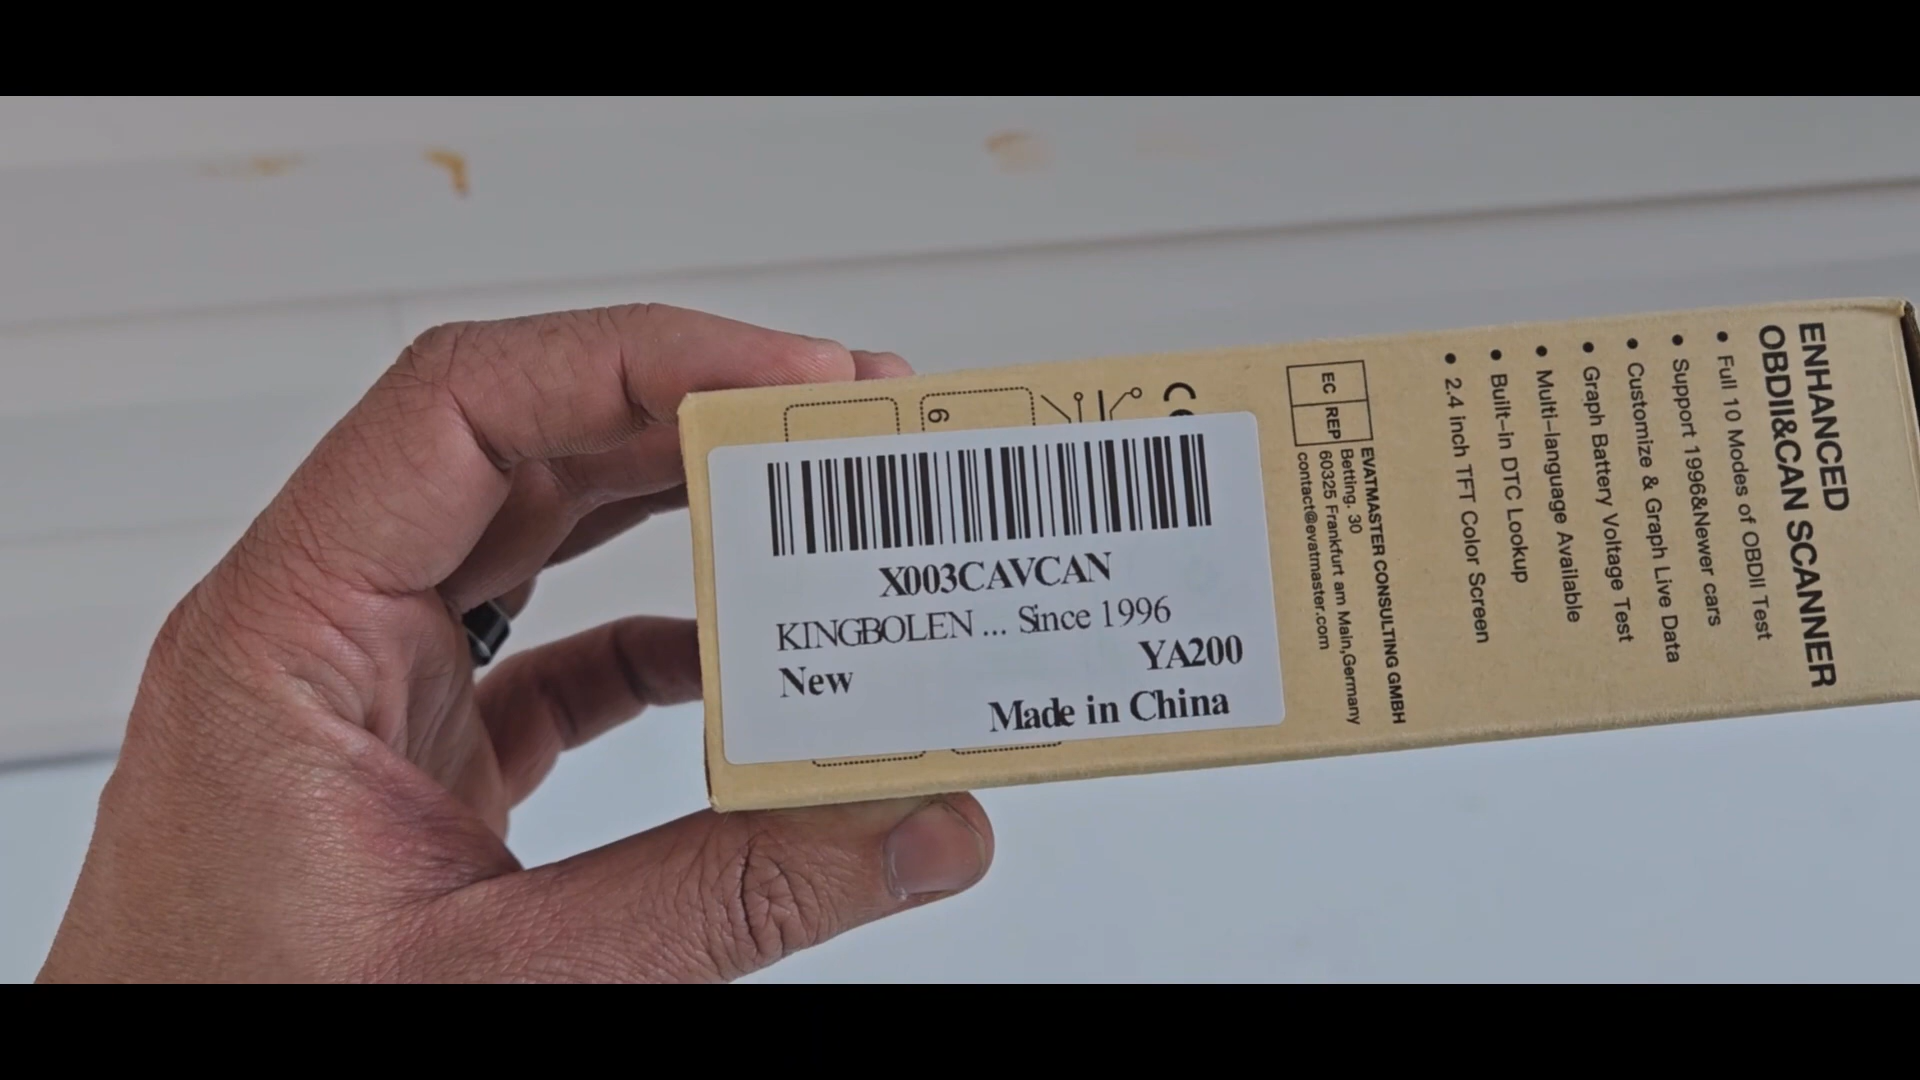 X003CAVCAN
KINGBOLEN ... Since 1996
New
YA200
Made in China
6
CE
EC REP
EVATMASTER CONSULTING GMBH
Betting. 30
60325 Frankfurt am Main,Germany
contact@evatmaster.com
ENHANCED
OBDII&CAN SCANNER
• Full 10 Modes of OBDII Test
• Support 1996&Newer cars
• Customize & Graph Live Data
• Graph Battery Voltage Test
• Multi-language Available
• Built-in DTC Lookup
• 2.4 inch TFT Color Screen